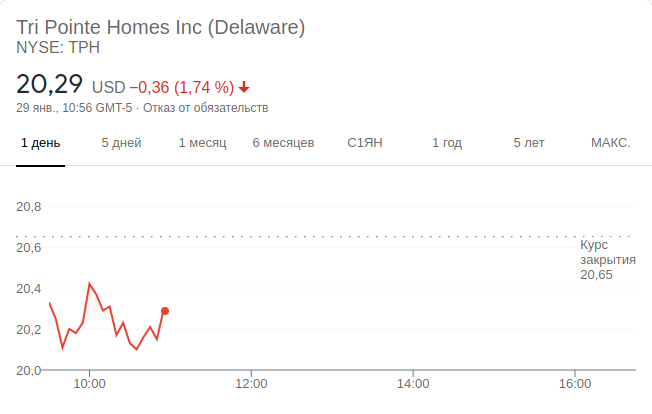 Tri Pointe Homes Inc (Delaware)
NYSE: TPH
20,29 USD −0,36 (1,74 %)
29 янв., 10:56 GMT-5 · Отказ от обязательств
1 день 5 дней 1 месяц 6 месяцев С1ЯН 1 год 5 лет МАКС.
20,8
20,6
Курс
закрытия
20,65
20,4
20,2
20,0
10:00 12:00 14:00 16:00